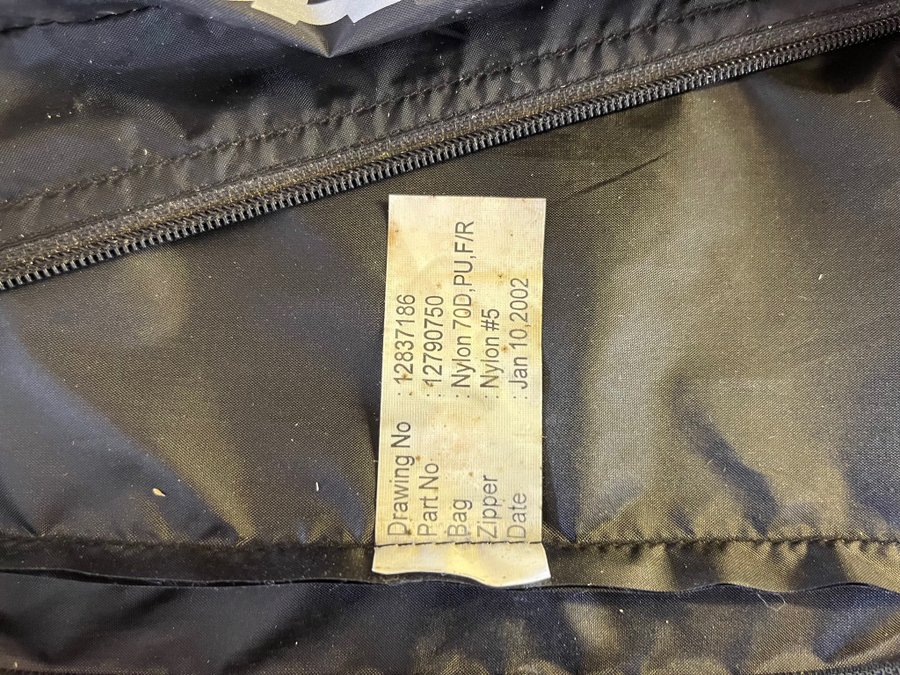 Drawing No : 12837186
Part No : 12790750
Bag : Nylon 70D,PU,F/R
Zipper : Nylon #5
Date : Jan 10,2002